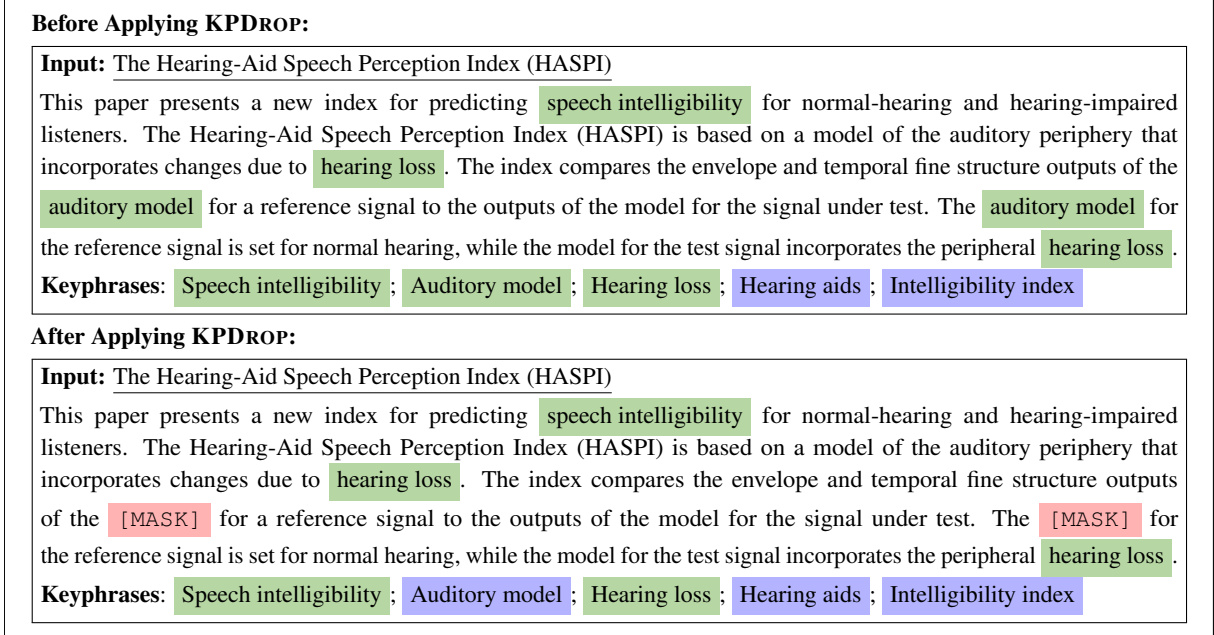 Before Applying KPDROP:
Input: The Hearing-Aid Speech Perception Index (HASPI)
This paper presents a new index for predicting speech intelligibility for normal-hearing and hearing-impaired
listeners. The Hearing-Aid Speech Perception Index (HASPI) is based on a model of the auditory periphery that
incorporates changes due to hearing loss . The index compares the envelope and temporal fine structure outputs of the
auditory model for a reference signal to the outputs of the model for the signal under test. The auditory model for
the reference signal is set for normal hearing, while the model for the test signal incorporates the peripheral hearing loss .
Keyphrases: Speech intelligibility ; Auditory model ; Hearing loss ; Hearing aids ; Intelligibility index
After Applying KPDROP:
Input: The Hearing-Aid Speech Perception Index (HASPI)
This paper presents a new index for predicting speech intelligibility for normal-hearing and hearing-impaired
listeners. The Hearing-Aid Speech Perception Index (HASPI) is based on a model of the auditory periphery that
incorporates changes due to hearing loss . The index compares the envelope and temporal fine structure outputs
of the [MASK] for a reference signal to the outputs of the model for the signal under test. The [MASK] for
the reference signal is set for normal hearing, while the model for the test signal incorporates the peripheral hearing loss .
Keyphrases: Speech intelligibility ; Auditory model ; Hearing loss ; Hearing aids ; Intelligibility index